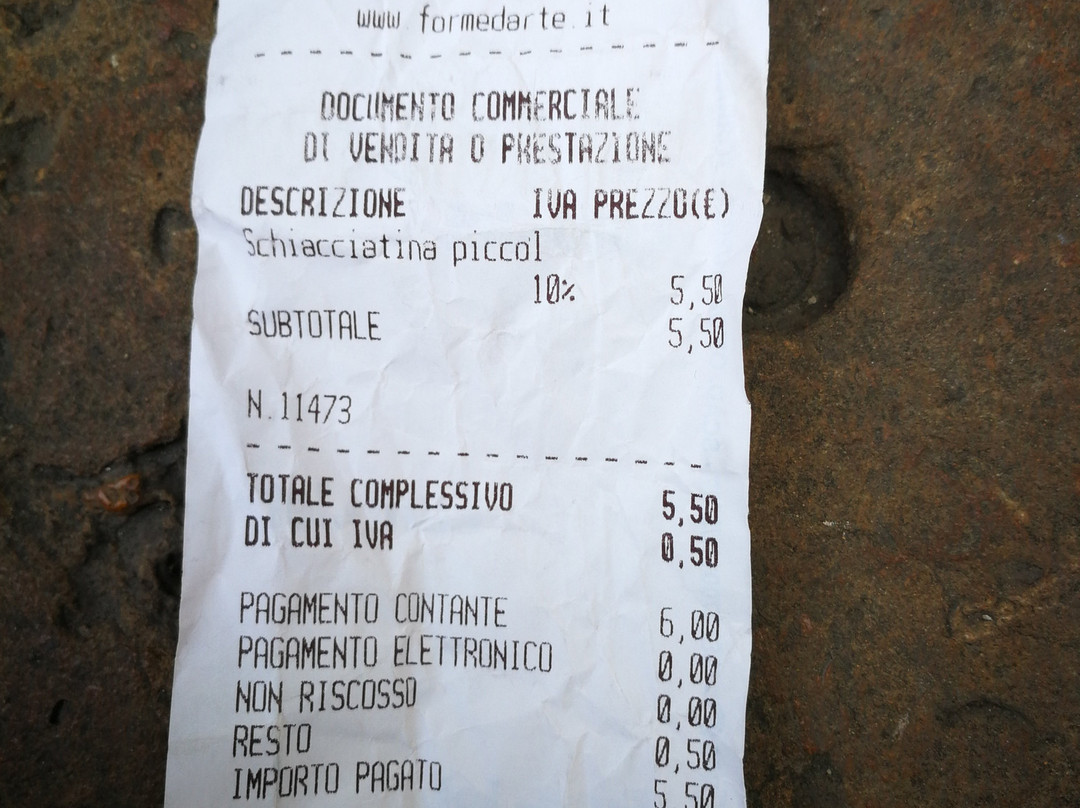 www.formedarte.it
DOCUMENTO COMMERCIALE
DI VENDITA O PRESTAZIONE
DESCRIZIONE IVA PREZZO(€)
Schiacciatina piccol
10% 5,50
SUBTOTALE 5,50
N.11473
TOTALE COMPLESSIVO 5,50
DI CUI IVA 0,50
PAGAMENTO CONTANTE 6,00
PAGAMENTO ELETTRONICO 0,00
NON RISCOSSO 0,00
RESTO 0,50
IMPORTO PAGATO 5,50